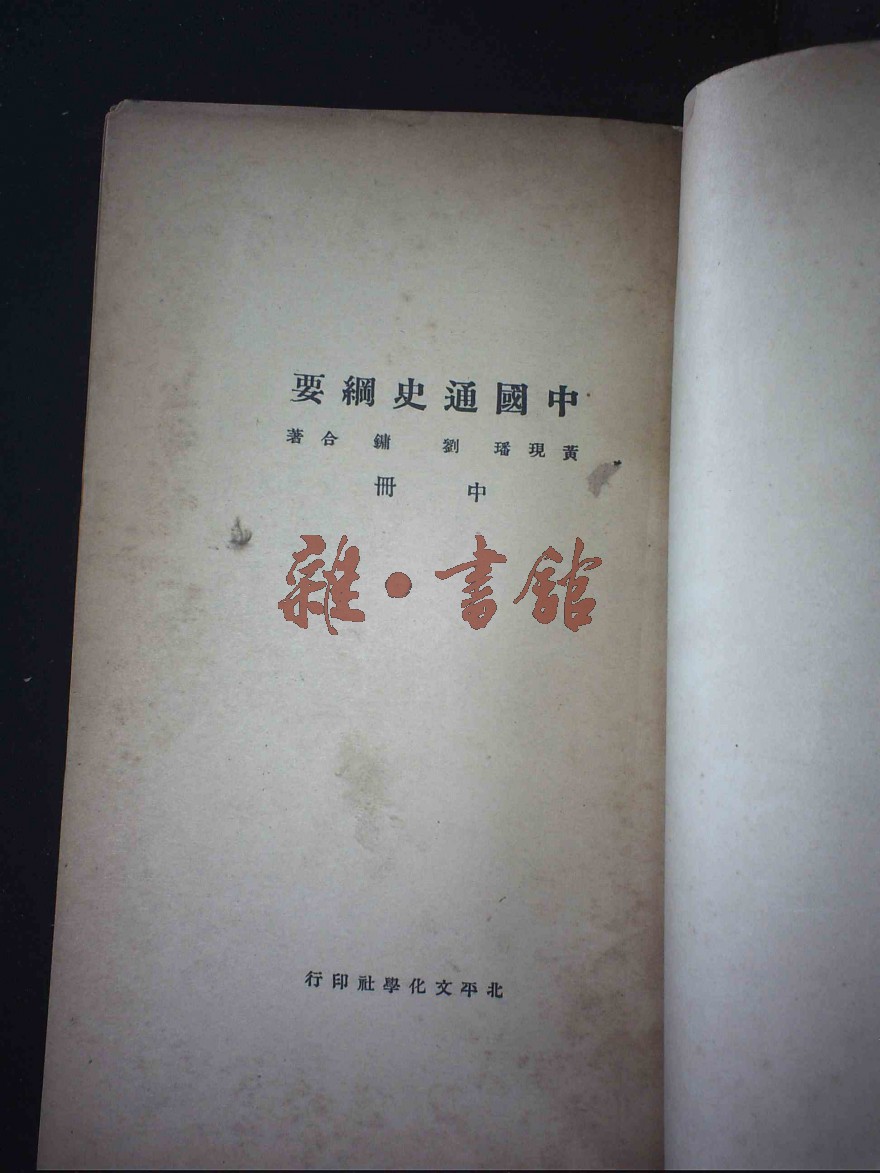 中國通史綱要
黃現璠 劉鏞 合著
中冊
雜·書館
北平文化學社印行